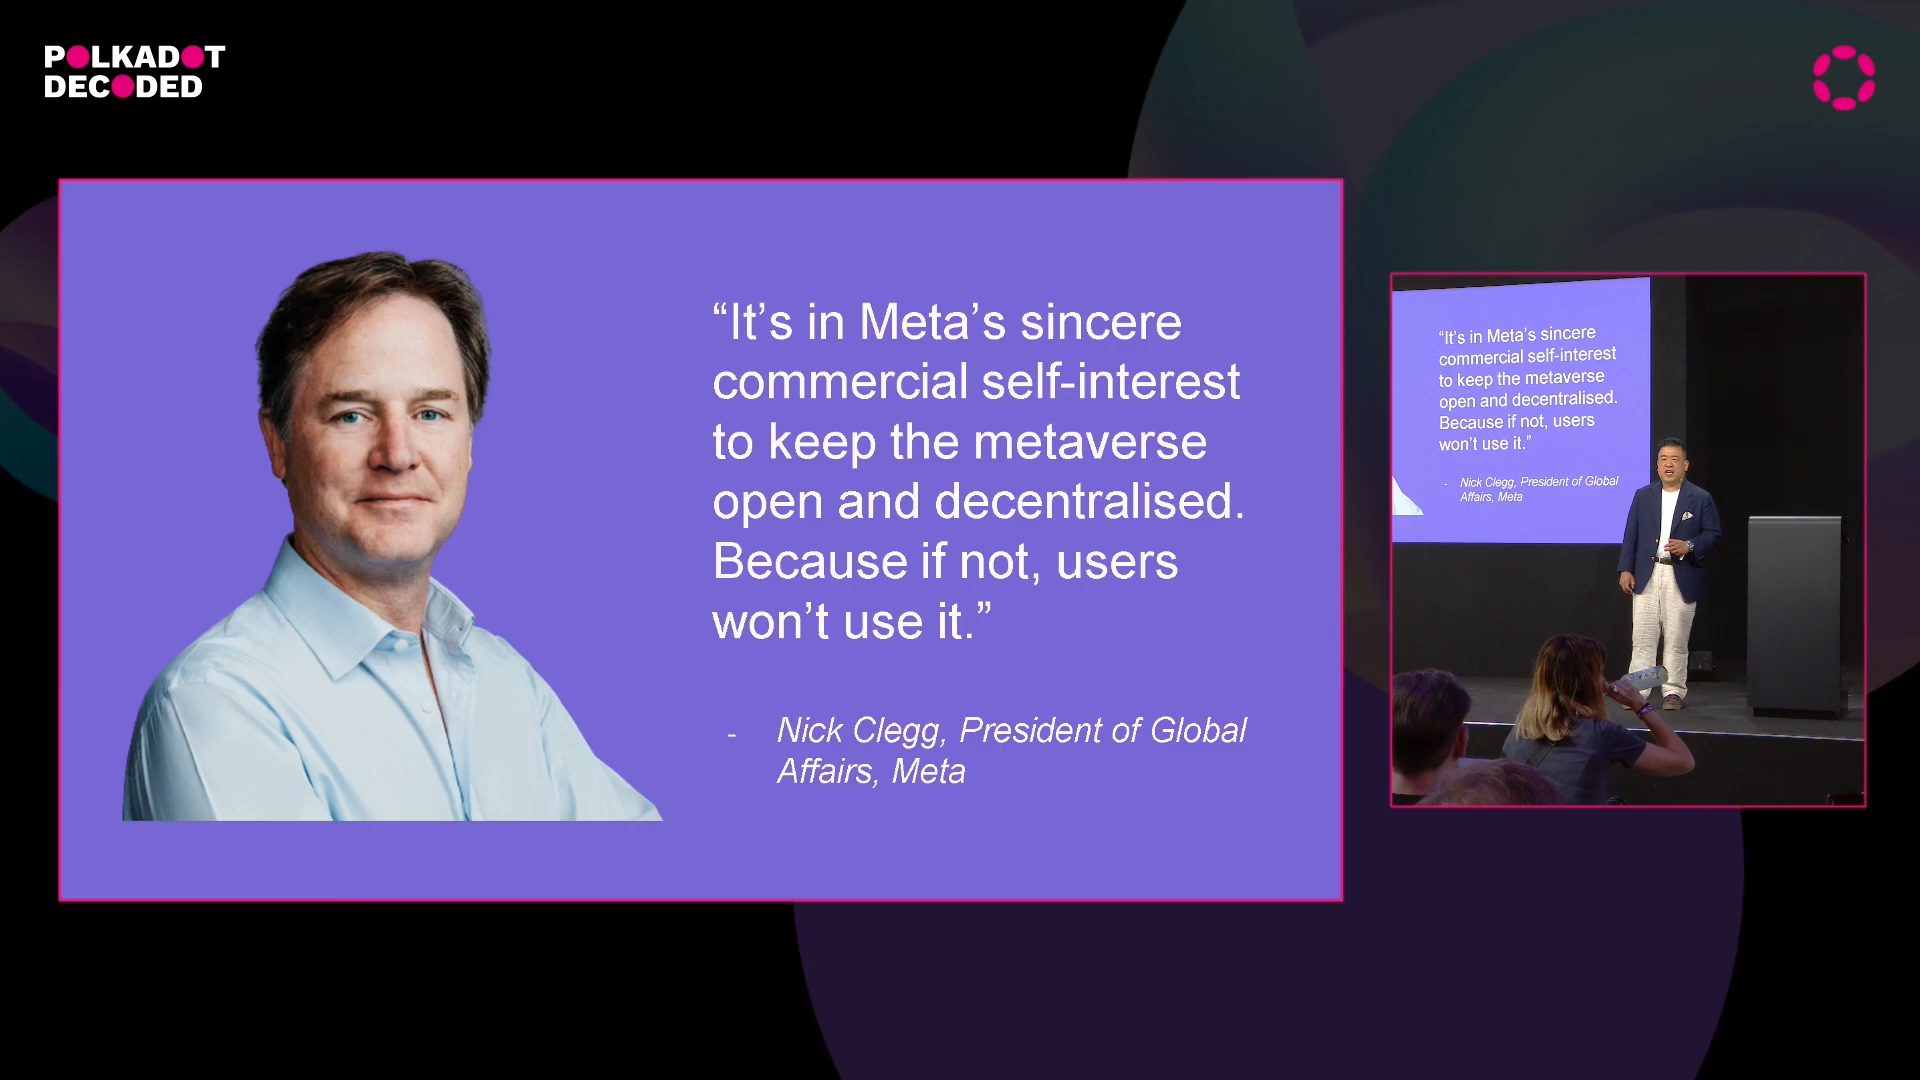 POLKADOT
DECODED
“It’s in Meta’s sincere
commercial self-interest
to keep the metaverse
open and decentralised.
Because if not, users
won’t use it.”
- Nick Clegg, President of Global
Affairs, Meta
“It’s in Meta’s sincere
commercial self-interest
to keep the metaverse
open and decentralised.
Because if not, users
won’t use it.”
- Nick Clegg, President of Global
Affairs, Meta